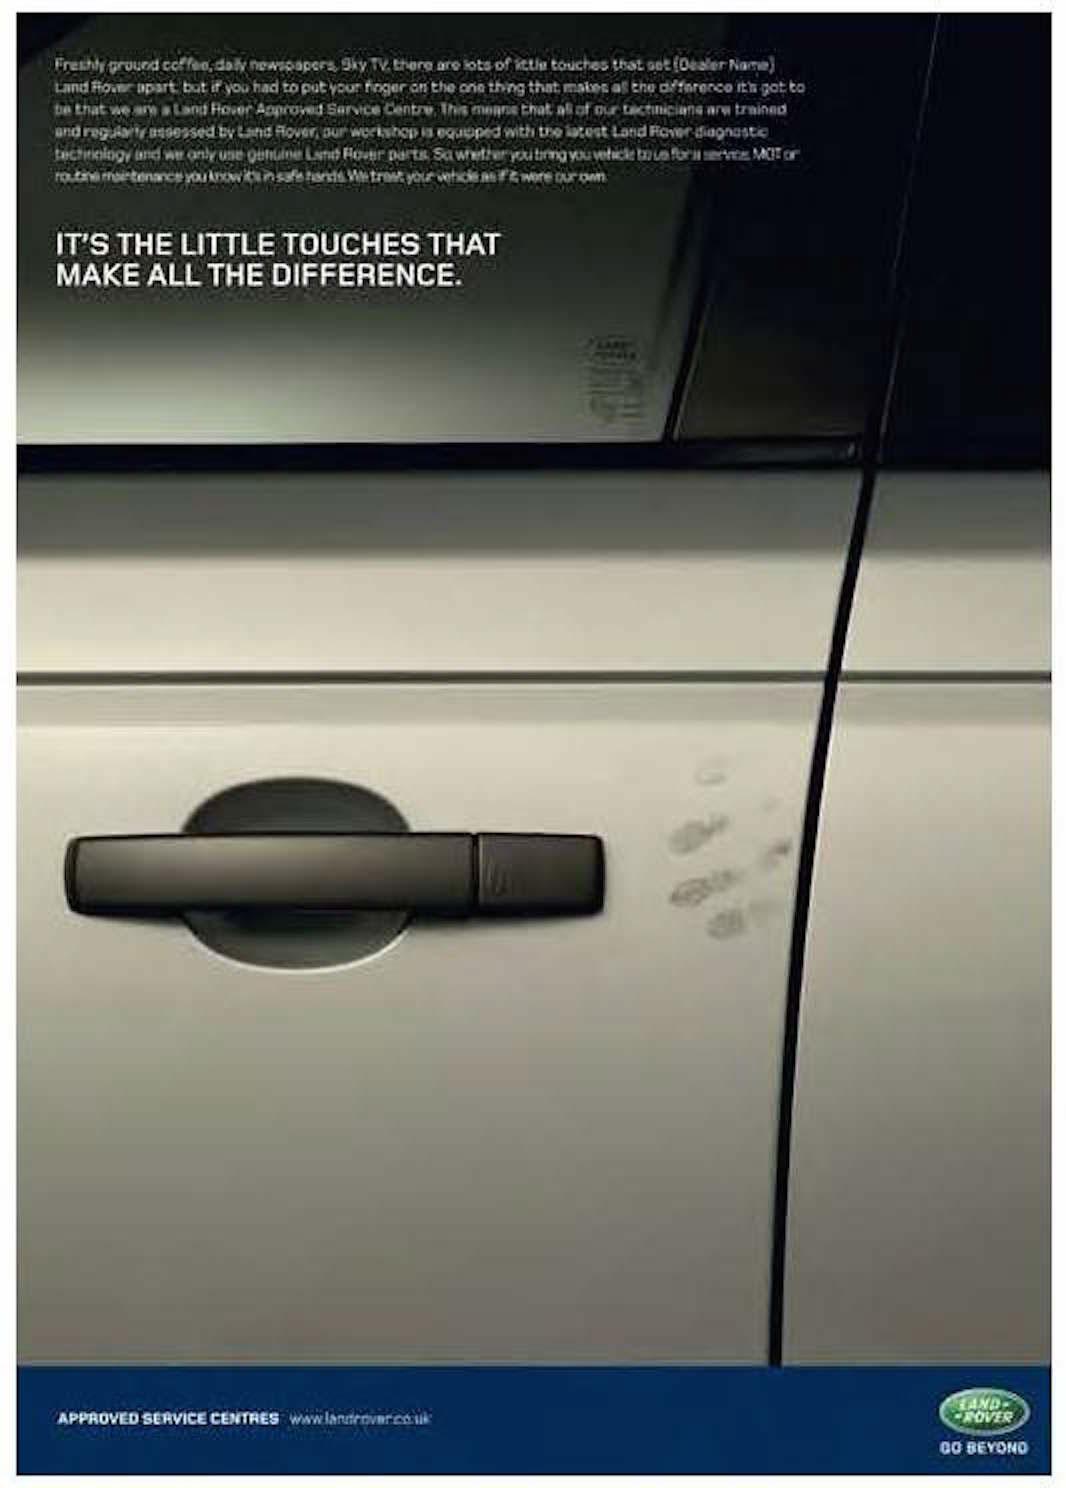 Freshly ground coffee, daily newspapers, Sky TV, there are lots of little touches that set (Dealer Name)
Land Rover apart, but if you had to put your finger on the one thing that makes all the difference it's got to
be that we are a Land Rover Approved Service Centre. This means that all of our technicians are trained
and regularly assessed by Land Rover, our workshop is equipped with the latest Land Rover diagnostic
technology and we only use genuine Land Rover parts. So, whether you bring you vehicle to us for a service, MOT or
routine maintenance you know it's in safe hands. We treat your vehicle as if it were our own.
IT'S THE LITTLE TOUCHES THAT
MAKE ALL THE DIFFERENCE.
LAND
ROVER
APPROVED SERVICE CENTRES www.landrover.co.uk
LAND-
-ROVER
GO BEYOND